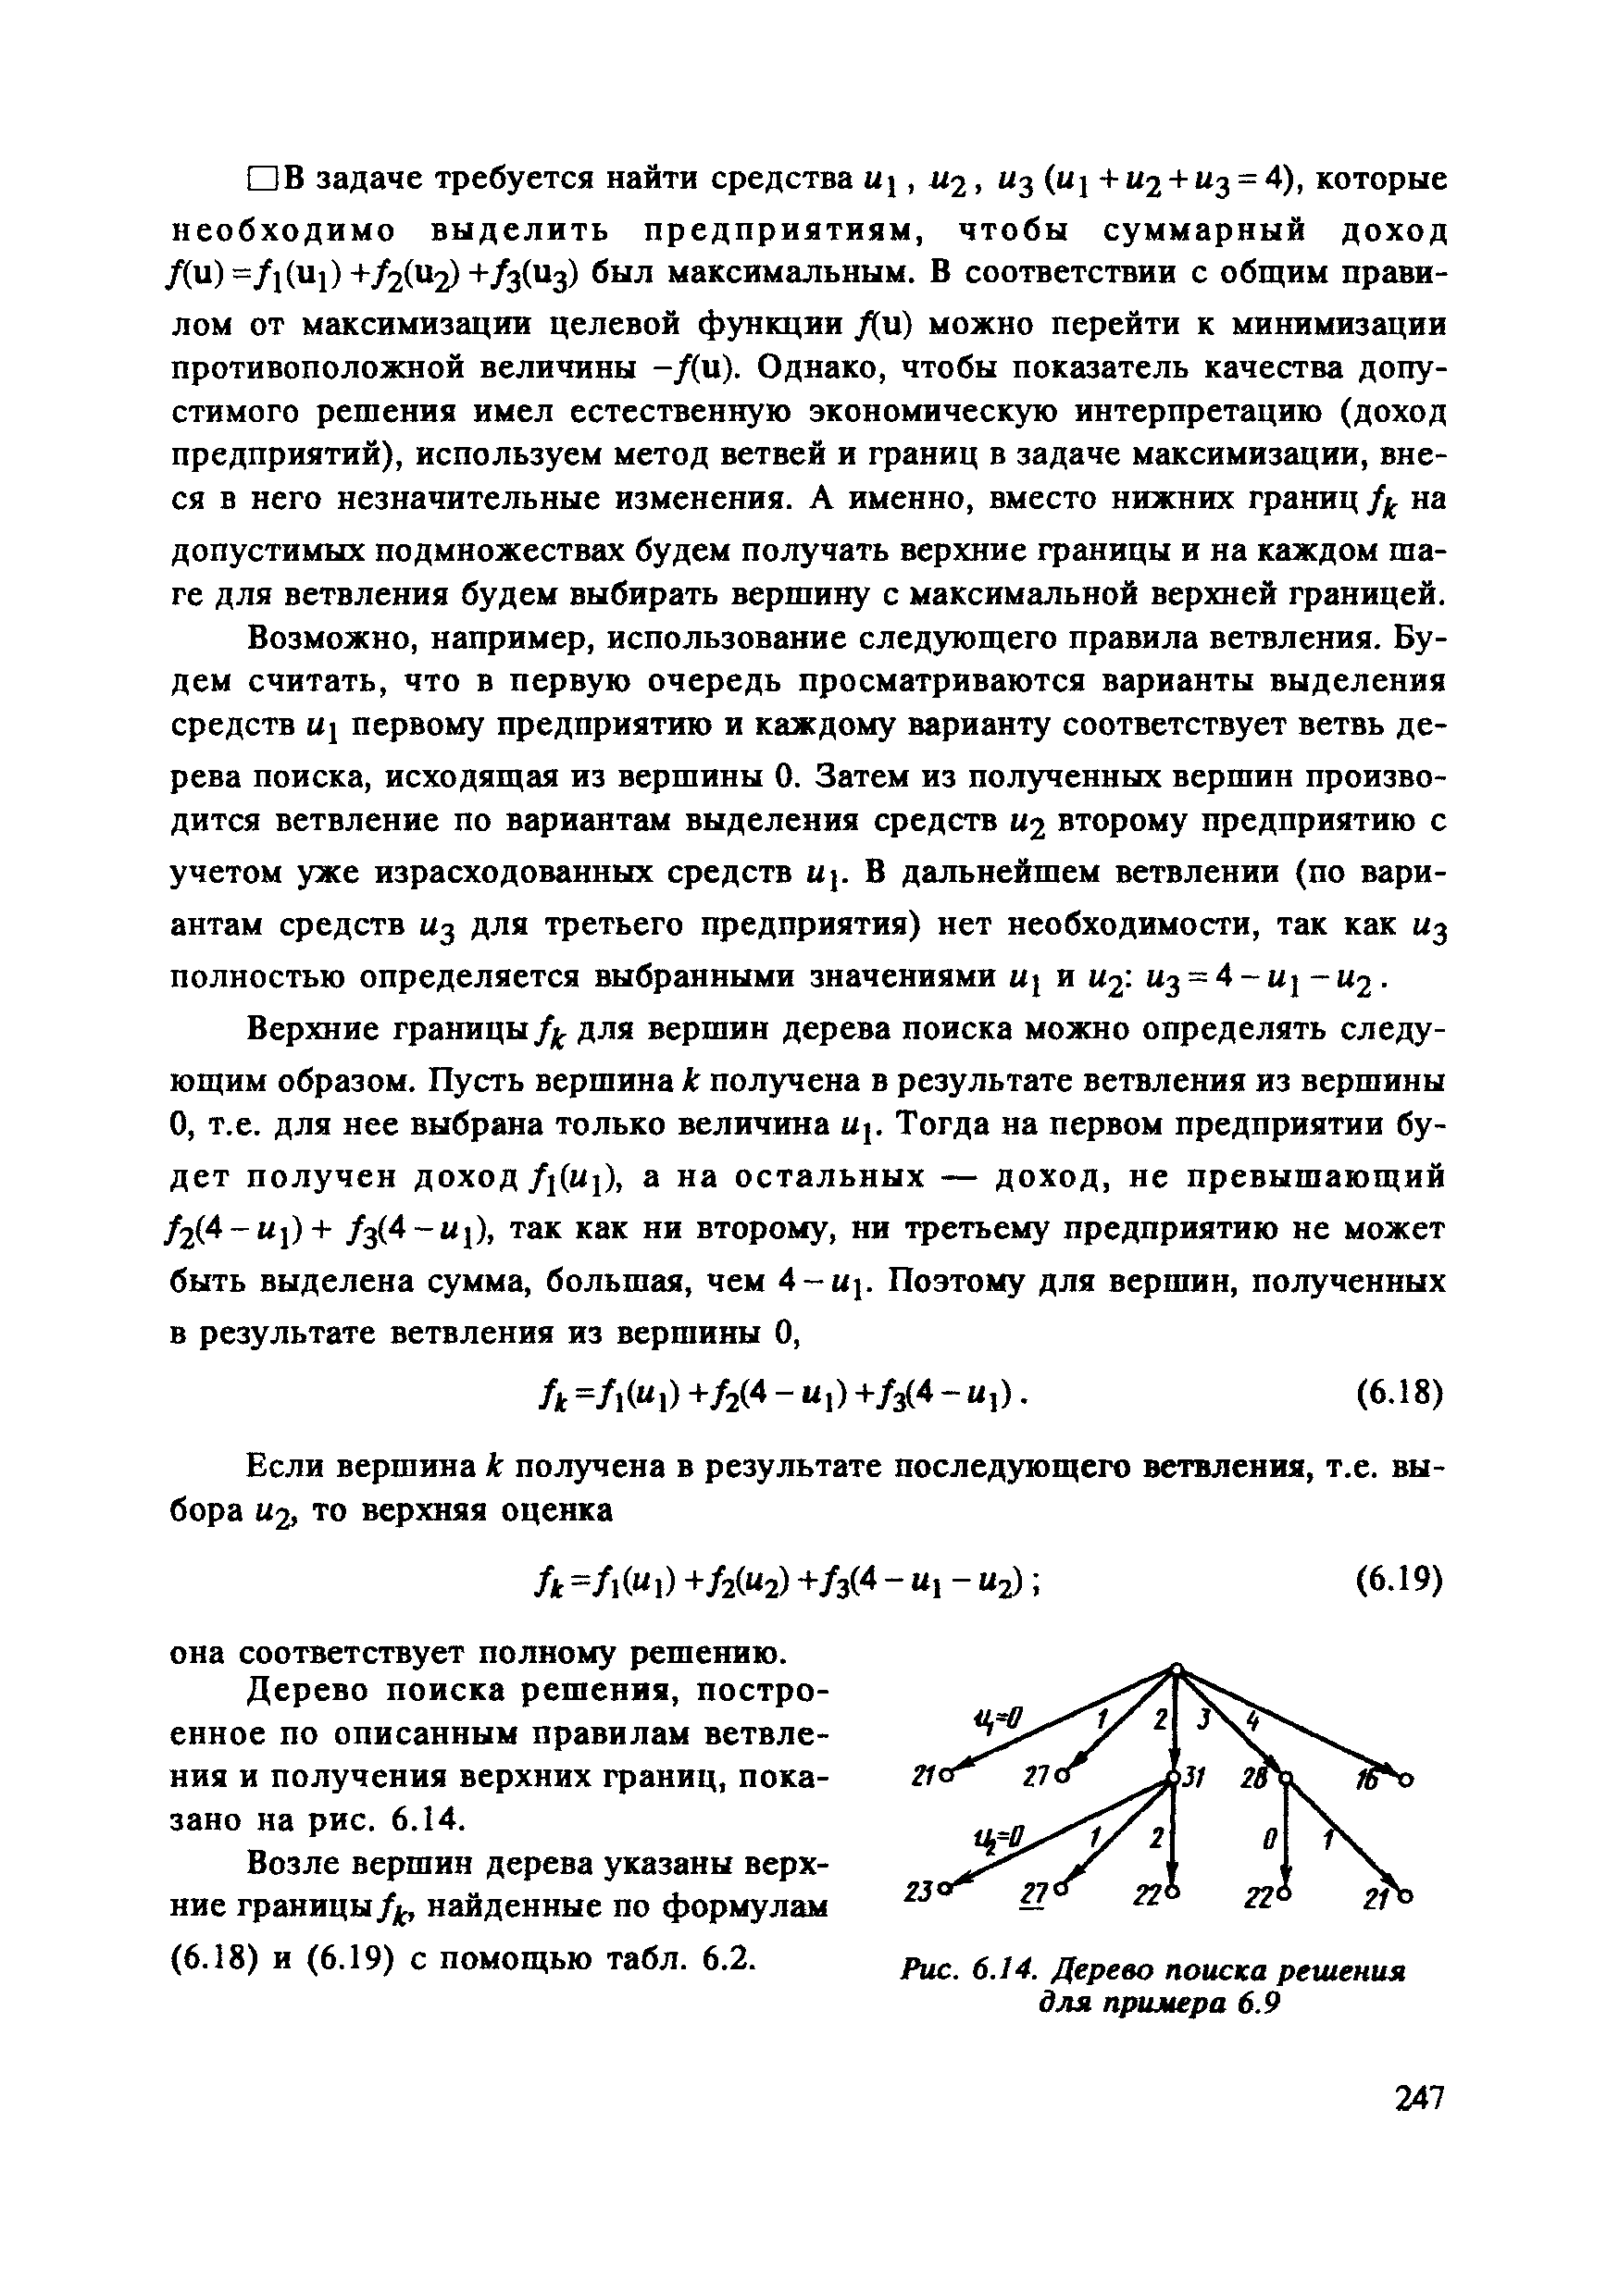 □В задаче требуется найти средства u₁, u₂, u₃ (u₁ + u₂ + u₃ = 4), которые
необходимо выделить предприятиям, чтобы суммарный доход
f(u) = f₁(u₁) + f₂(u₂) + f₃(u₃) был максимальным. В соответствии с общим прави-
лом от максимизации целевой функции f(u) можно перейти к минимизации
противоположной величины –f(u). Однако, чтобы показатель качества допу-
стимого решения имел естественную экономическую интерпретацию (доход
предприятий), используем метод ветвей и границ в задаче максимизации, вне-
ся в него незначительные изменения. А именно, вместо нижних границ fₖ на
допустимых подмножествах будем получать верхние границы и на каждом ша-
ге для ветвления будем выбирать вершину с максимальной верхней границей.
Возможно, например, использование следующего правила ветвления. Бу-
дем считать, что в первую очередь просматриваются варианты выделения
средств u₁ первому предприятию и каждому варианту соответствует ветвь де-
рева поиска, исходящая из вершины 0. Затем из полученных вершин произво-
дится ветвление по вариантам выделения средств u₂ второму предприятию с
учетом уже израсходованных средств u₁. В дальнейшем ветвлении (по вари-
антам средств u₃ для третьего предприятия) нет необходимости, так как u₃
полностью определяется выбранными значениями u₁ и u₂: u₃ = 4 – u₁ – u₂.
Верхние границы fₖ для вершин дерева поиска можно определять следу-
ющим образом. Пусть вершина k получена в результате ветвления из вершины
0, т.е. для нее выбрана только величина u₁. Тогда на первом предприятии бу-
дет получен доход f₁(u₁), а на остальных — доход, не превышающий
f₂(4 – u₁) + f₃(4 – u₁), так как ни второму, ни третьему предприятию не может
быть выделена сумма, большая, чем 4 – u₁. Поэтому для вершин, полученных
в результате ветвления из вершины 0,
fₖ = f₁(u₁) + f₂(4 – u₁) + f₃(4 – u₁). (6.18)
Если вершина k получена в результате последующего ветвления, т.е. вы-
бора u₂, то верхняя оценка
fₖ = f₁(u₁) + f₂(u₂) + f₃(4 – u₁ – u₂); (6.19)
она соответствует полному решению.
Дерево поиска решения, постро-
енное по описанным правилам ветвле-
ния и получения верхних границ, пока-
зано на рис. 6.14.
Возле вершин дерева указаны верх-
ние границы fₖ, найденные по формулам
(6.18) и (6.19) с помощью табл. 6.2.
u₁=0 1 2 3 4
21 27 31 28 16
u₂=0 1 2 0 1
23 27 22 22 21
Рис. 6.14. Дерево поиска решения
для примера 6.9
247